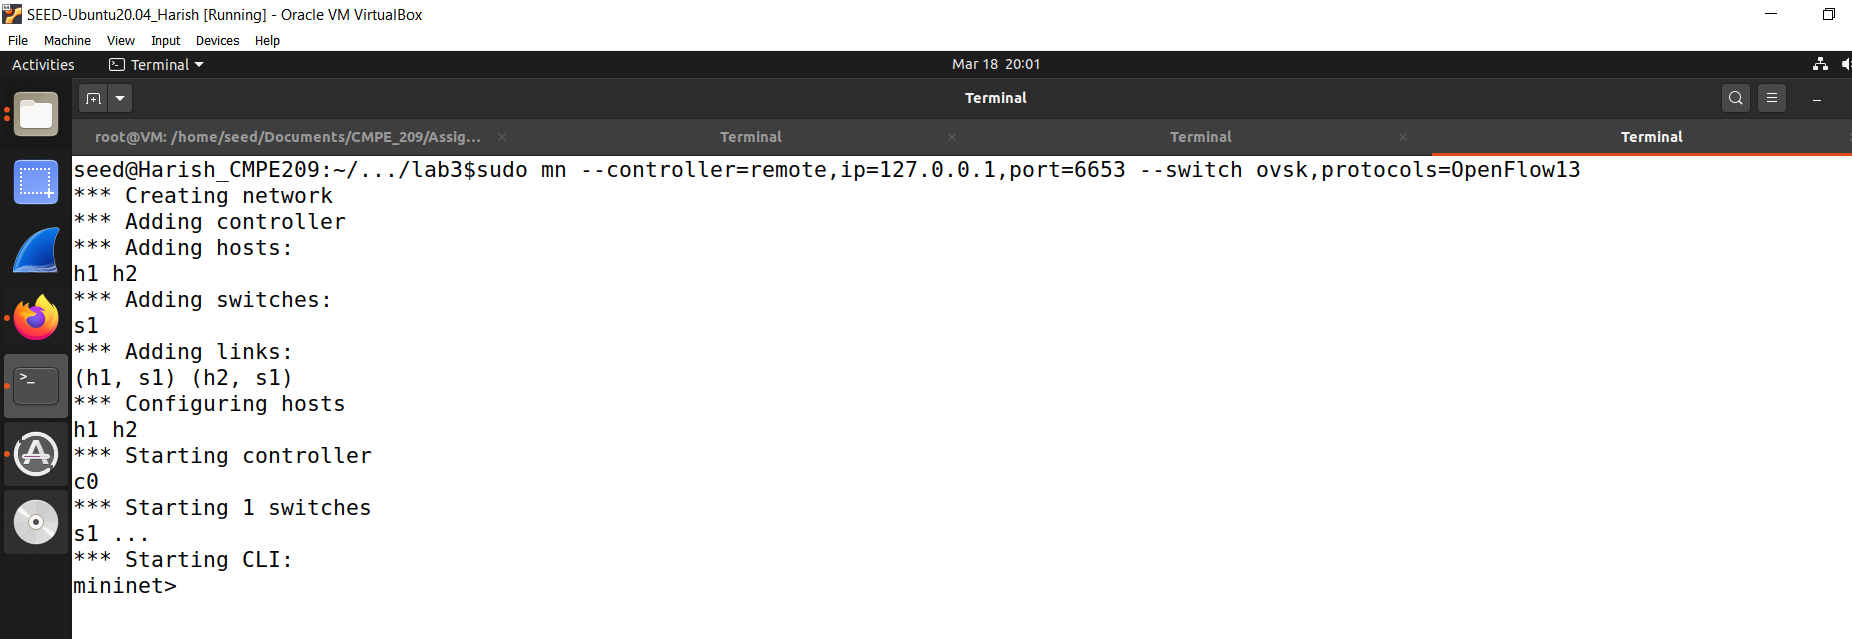 SEED-Ubuntu20.04_Harish [Running] - Oracle VM VirtualBox
File Machine View Input Devices Help
Activities Terminal Mar 18 20:01
Terminal
root@VM: /home/seed/Documents/CMPE_209/Assig... Terminal Terminal Terminal
seed@Harish_CMPE209:~/.../lab3$sudo mn --controller=remote,ip=127.0.0.1,port=6653 --switch ovsk,protocols=OpenFlow13
*** Creating network
*** Adding controller
*** Adding hosts:
h1 h2
*** Adding switches:
s1
*** Adding links:
(h1, s1) (h2, s1)
*** Configuring hosts
h1 h2
*** Starting controller
c0
*** Starting 1 switches
s1 ...
*** Starting CLI:
mininet>